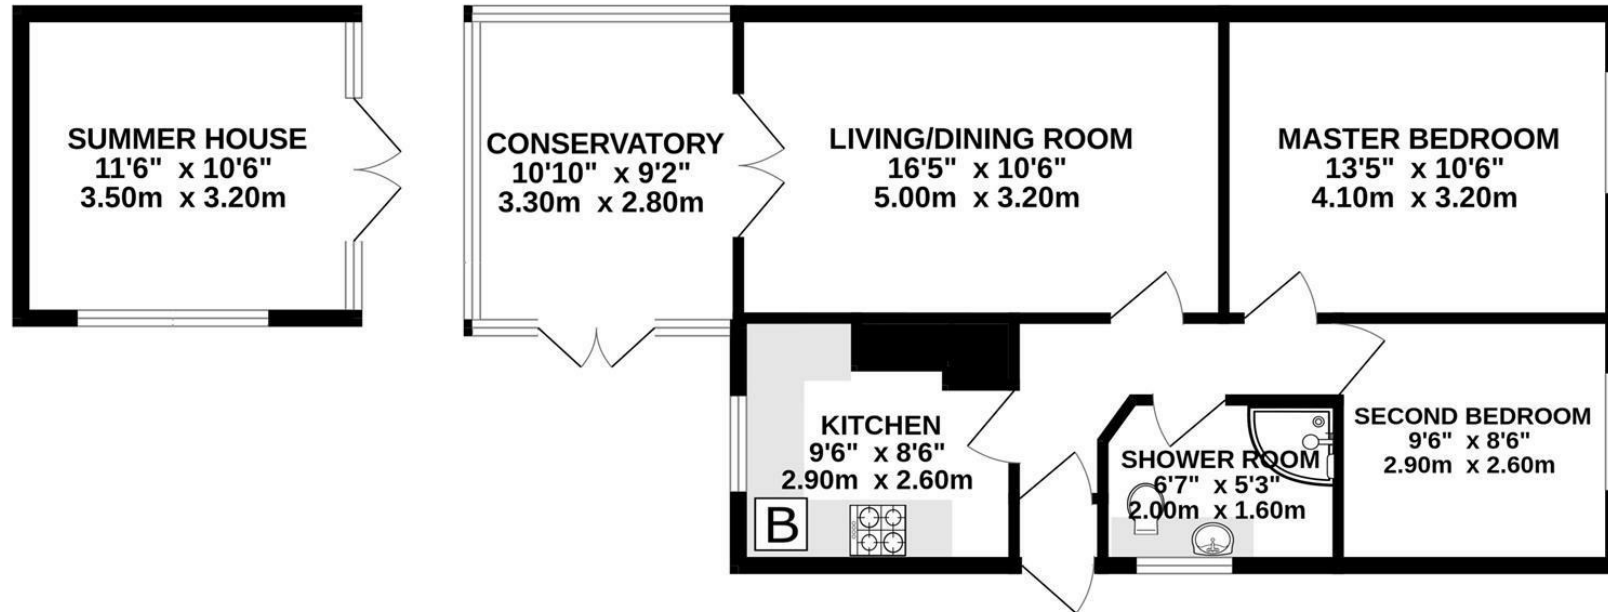 SUMMER HOUSE
11'6" x 10'6"
3.50m x 3.20m
CONSERVATORY
10'10" x 9'2"
3.30m x 2.80m
LIVING/DINING ROOM
16'5" x 10'6"
5.00m x 3.20m
MASTER BEDROOM
13'5" x 10'6"
4.10m x 3.20m
KITCHEN
9'6" x 8'6"
2.90m x 2.60m
B
SHOWER ROOM
6'7" x 5'3"
2.00m x 1.60m
SECOND BEDROOM
9'6" x 8'6"
2.90m x 2.60m